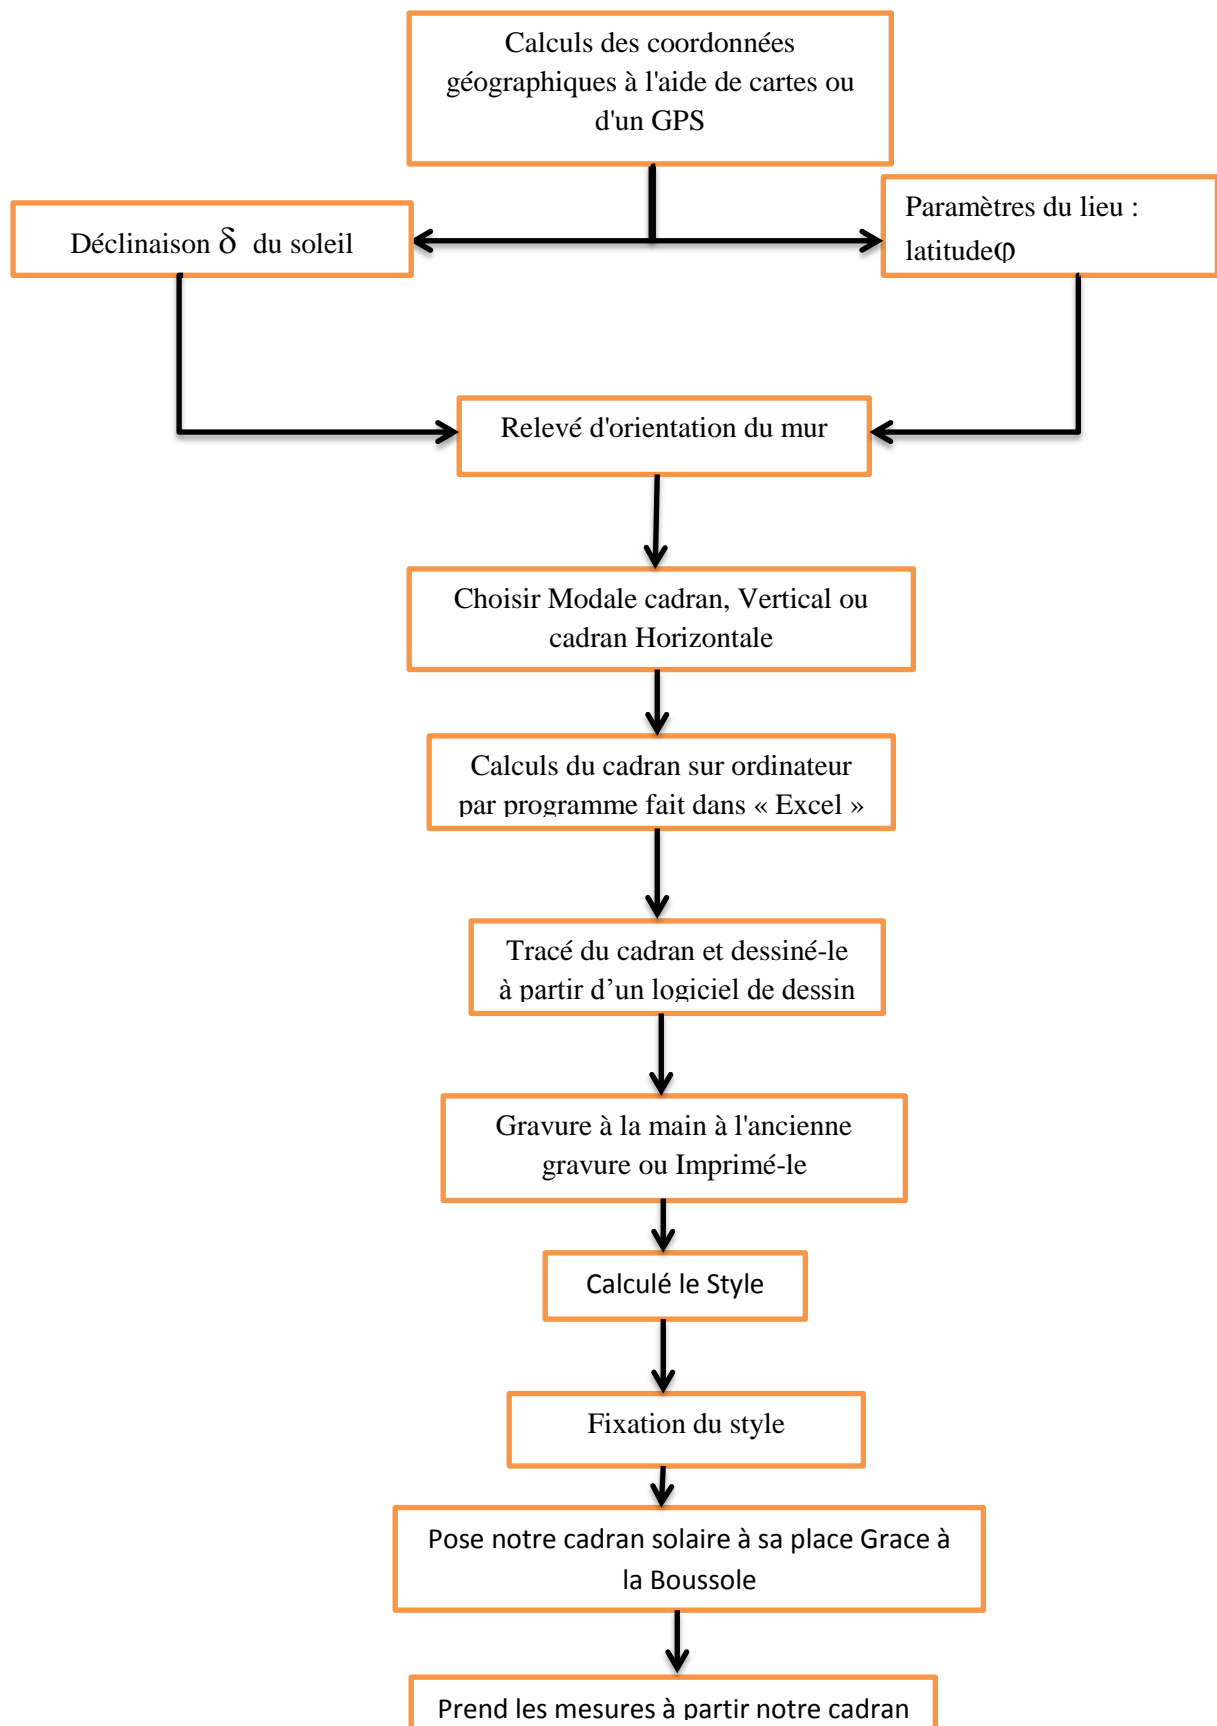 Calculs des coordonnées
géographiques à l'aide de cartes ou
d'un GPS
Déclinaison δ du soleil
Paramètres du lieu :
latitudeφ
Relevé d'orientation du mur
Choisir Modale cadran, Vertical ou
cadran Horizontale
Calculs du cadran sur ordinateur
par programme fait dans « Excel »
Tracé du cadran et dessiné-le
à partir d’un logiciel de dessin
Gravure à la main à l'ancienne
gravure ou Imprimé-le
Calculé le Style
Fixation du style
Pose notre cadran solaire à sa place Grace à
la Boussole
Prend les mesures à partir notre cadran